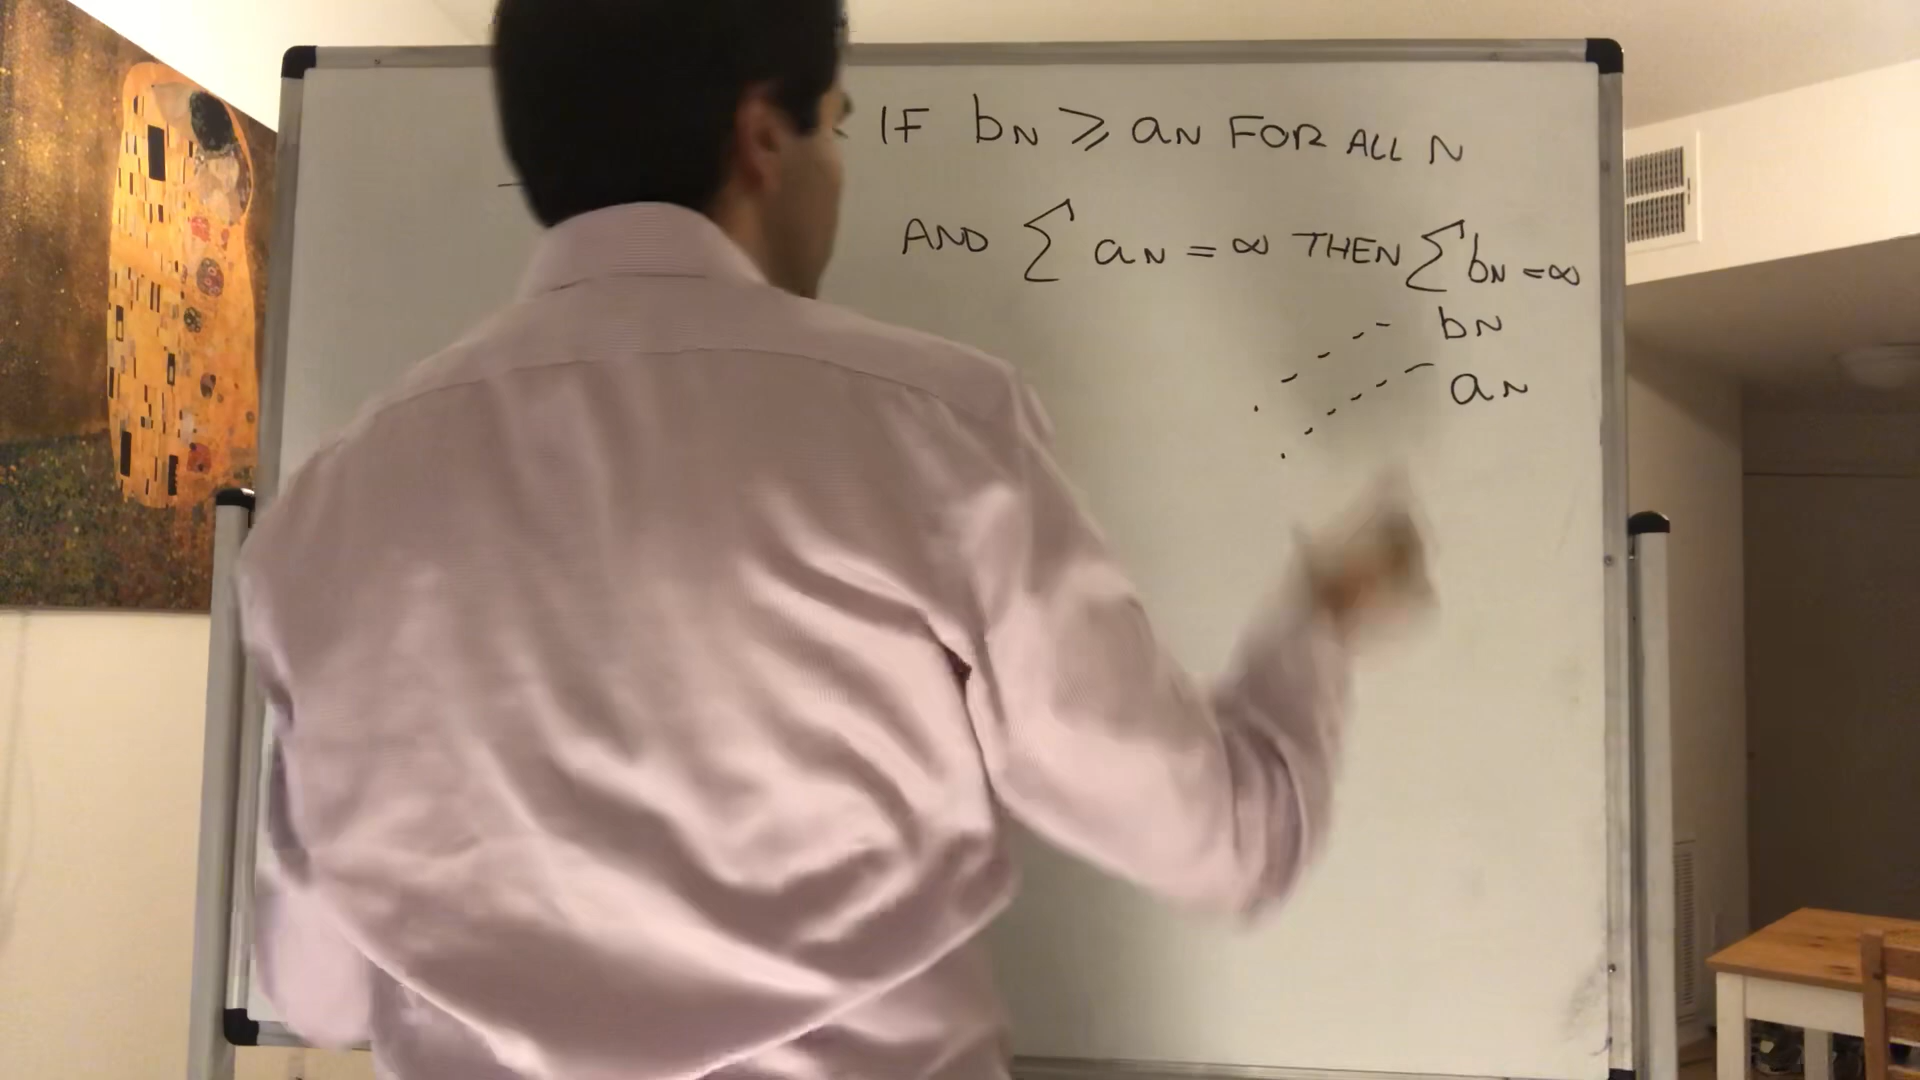 IF bN ⩾ aN FOR ALL N
AND ∑ aN = ∞ THEN ∑ bN = ∞
bN
aN